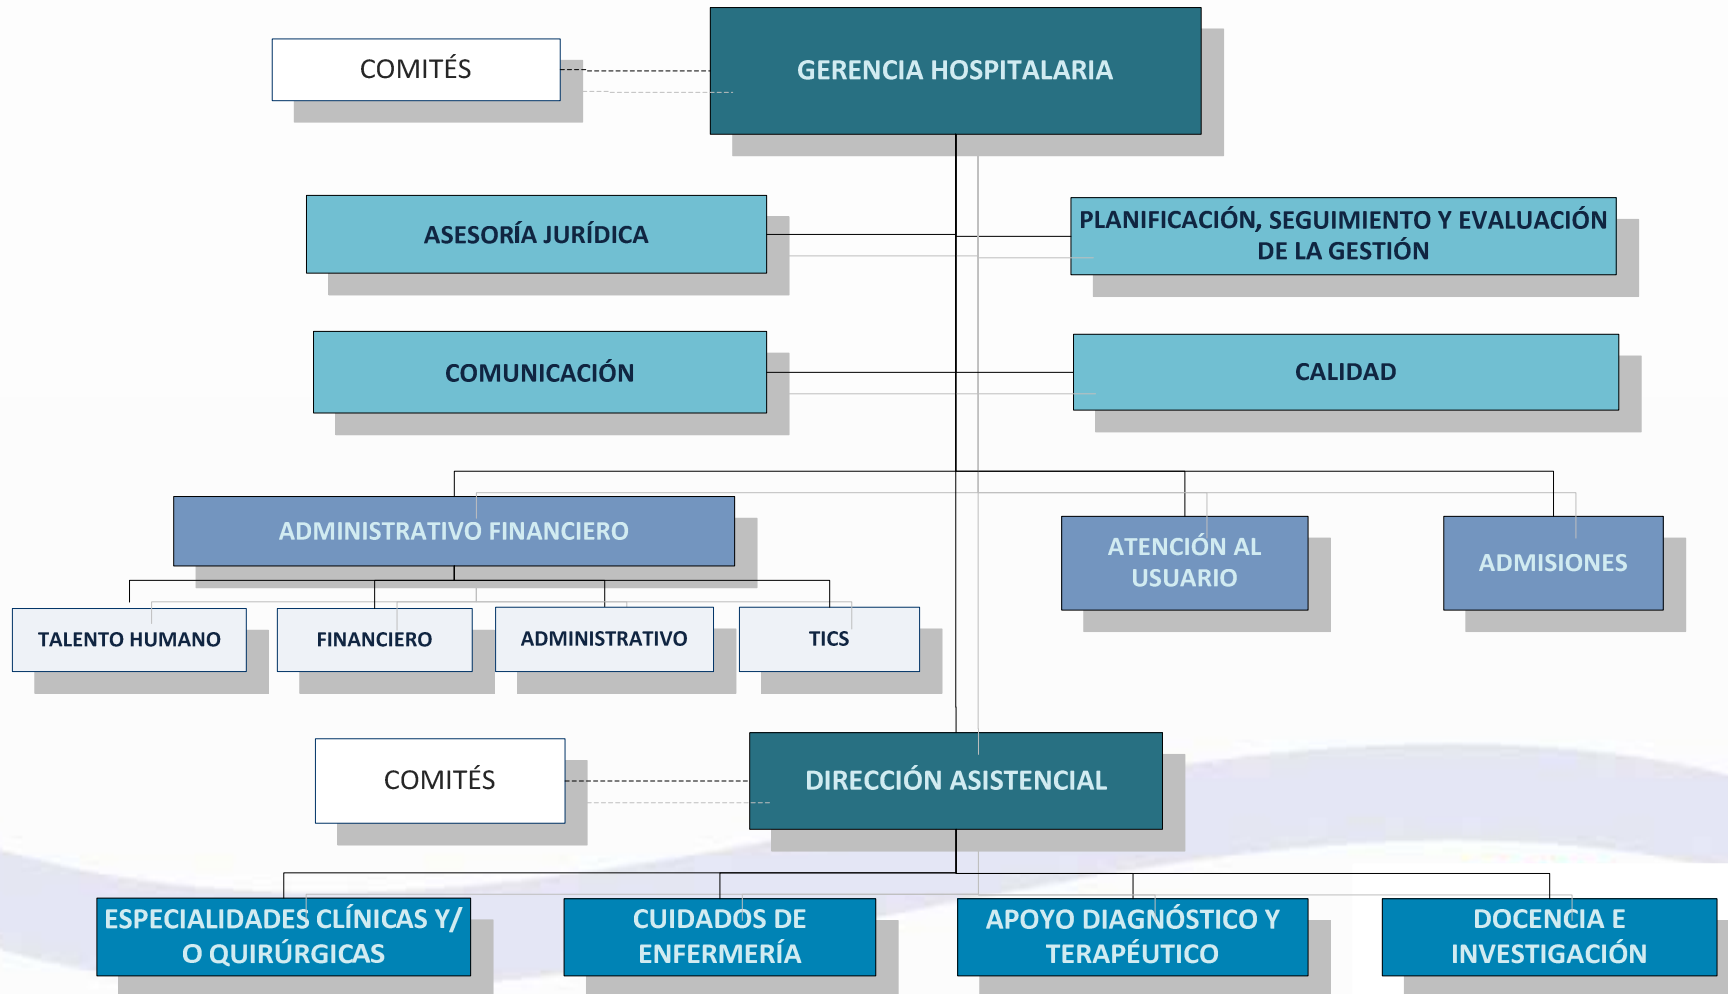 COMITÉS
GERENCIA HOSPITALARIA
ASESORÍA JURÍDICA
PLANIFICACIÓN, SEGUIMIENTO Y EVALUACIÓN
DE LA GESTIÓN
COMUNICACIÓN
CALIDAD
ADMINISTRATIVO FINANCIERO
ATENCIÓN AL
USUARIO
ADMISIONES
TALENTO HUMANO
FINANCIERO
ADMINISTRATIVO
TICS
COMITÉS
DIRECCIÓN ASISTENCIAL
ESPECIALIDADES CLÍNICAS Y/
O QUIRÚRGICAS
CUIDADOS DE
ENFERMERÍA
APOYO DIAGNÓSTICO Y
TERAPÉUTICO
DOCENCIA E
INVESTIGACIÓN